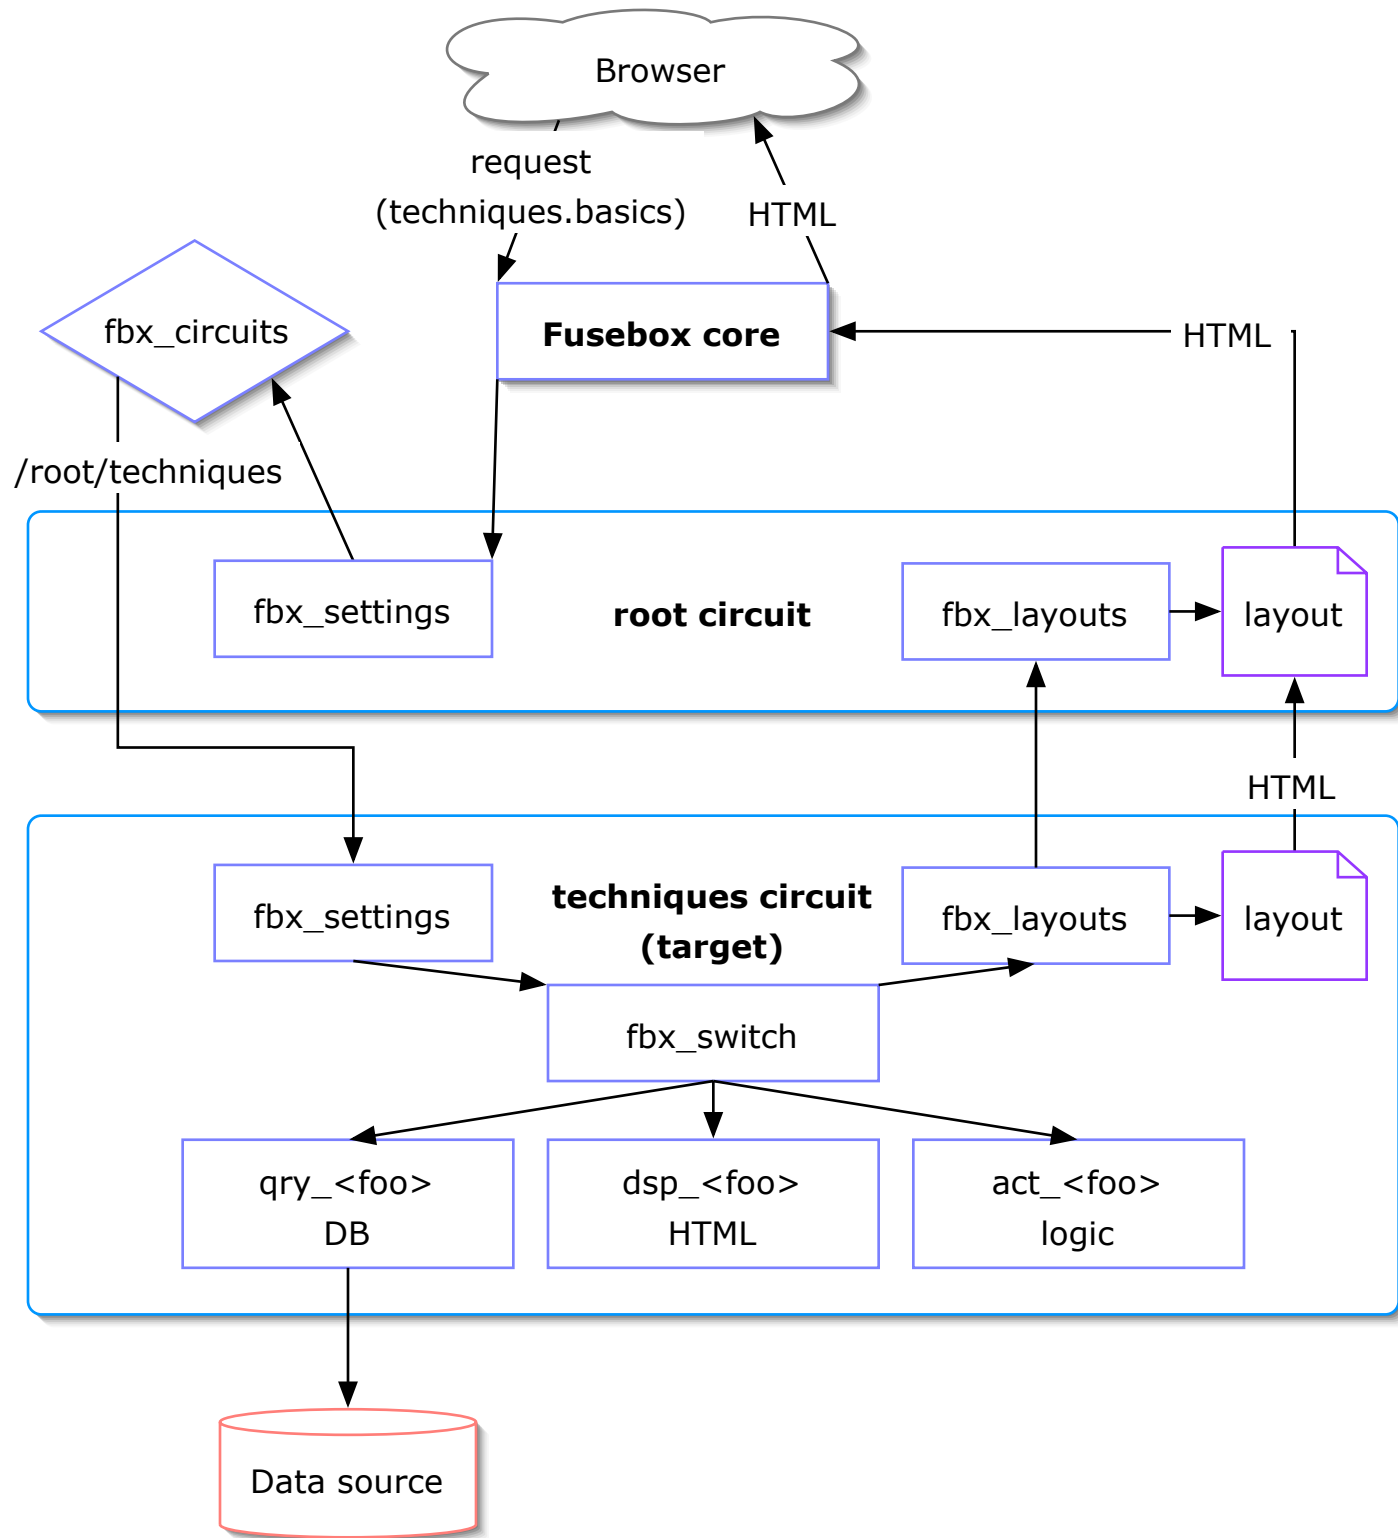 Browser
request
(techniques.basics)
HTML
fbx_circuits
Fusebox core
HTML
/root/techniques
fbx_settings
root circuit
fbx_layouts
layout
HTML
fbx_settings
techniques circuit
(target)
fbx_layouts
layout
fbx_switch
qry_<foo>
DB
dsp_<foo>
HTML
act_<foo>
logic
Data source